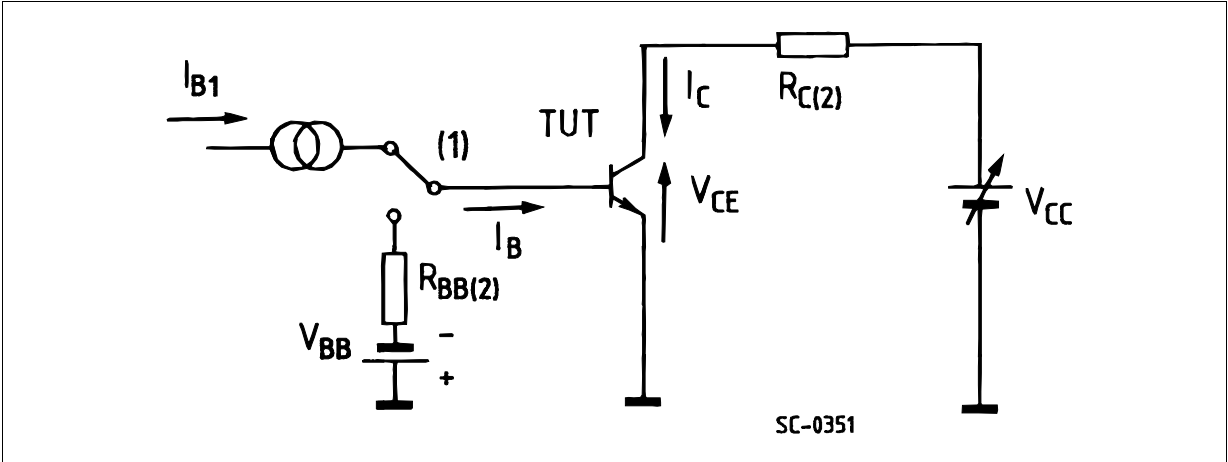 I_B1
I_C
R_C(2)
TUT
(1)
V_CE
V_CC
I_B
R_BB(2)
V_BB
−
+
SC-0351